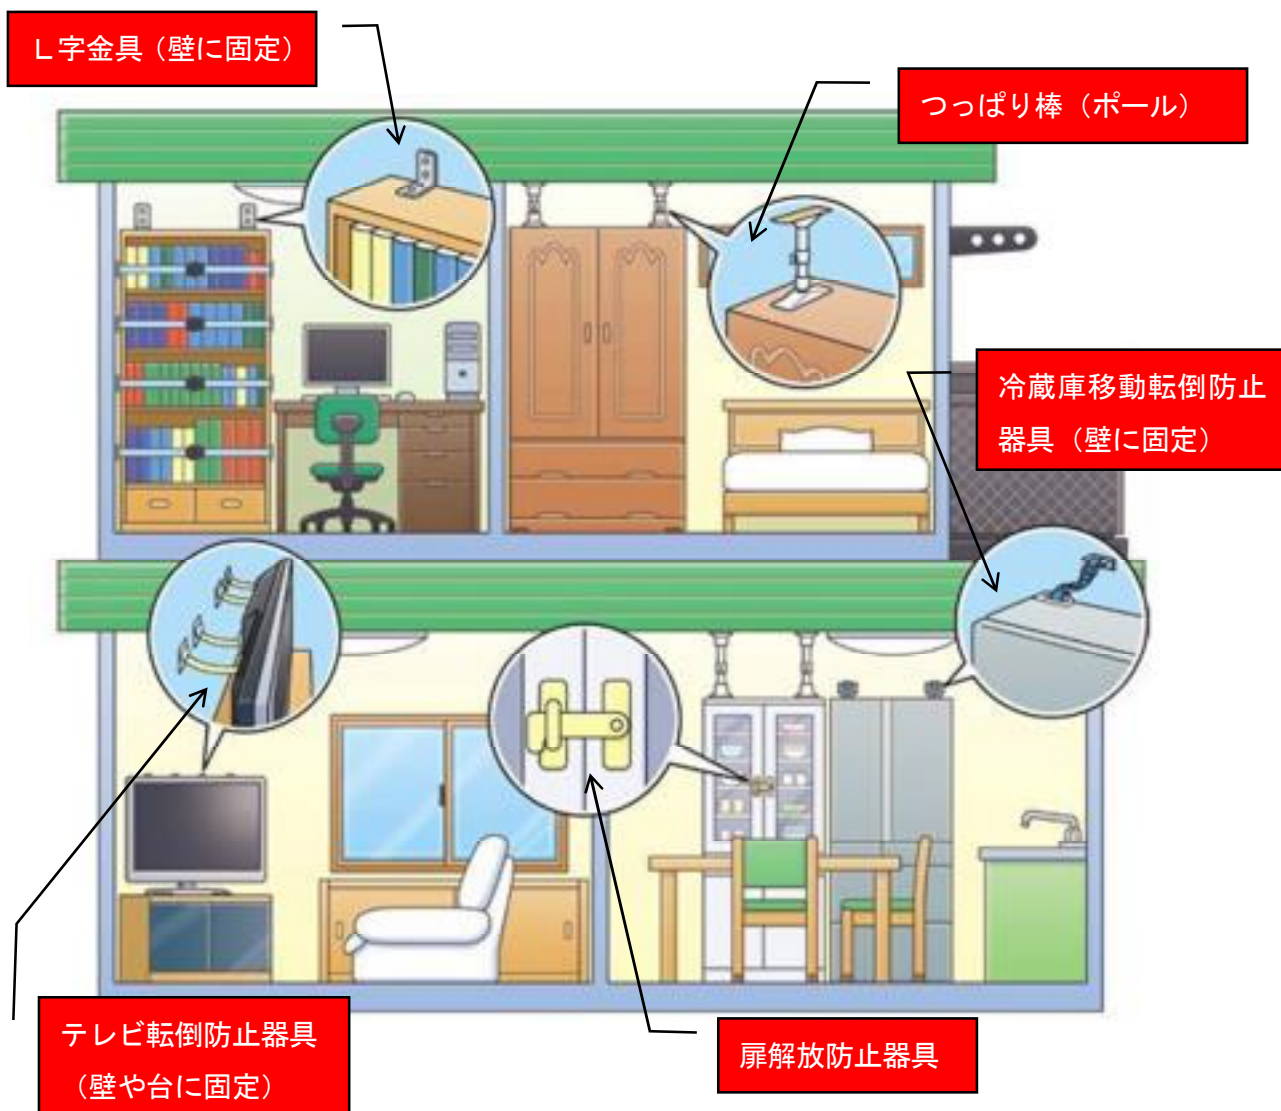 L字金具（壁に固定）
つっぱり棒（ポール）
冷蔵庫移動転倒防止
器具（壁に固定）
テレビ転倒防止器具
（壁や台に固定）
扉解放防止器具